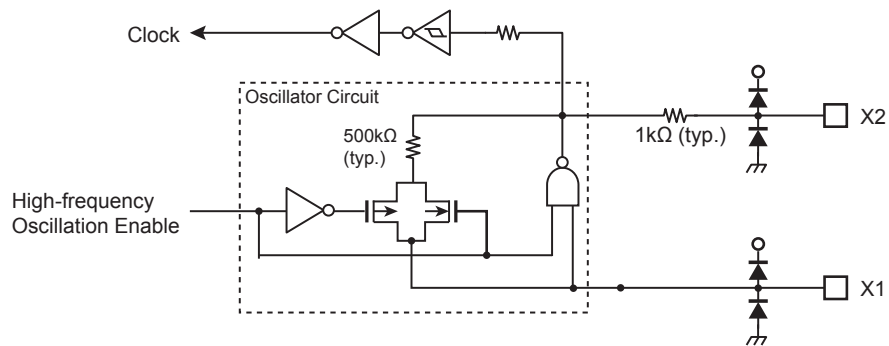 Clock
Oscillator Circuit
500kΩ
(typ.)
1kΩ (typ.)
X2
High-frequency
Oscillation Enable
X1